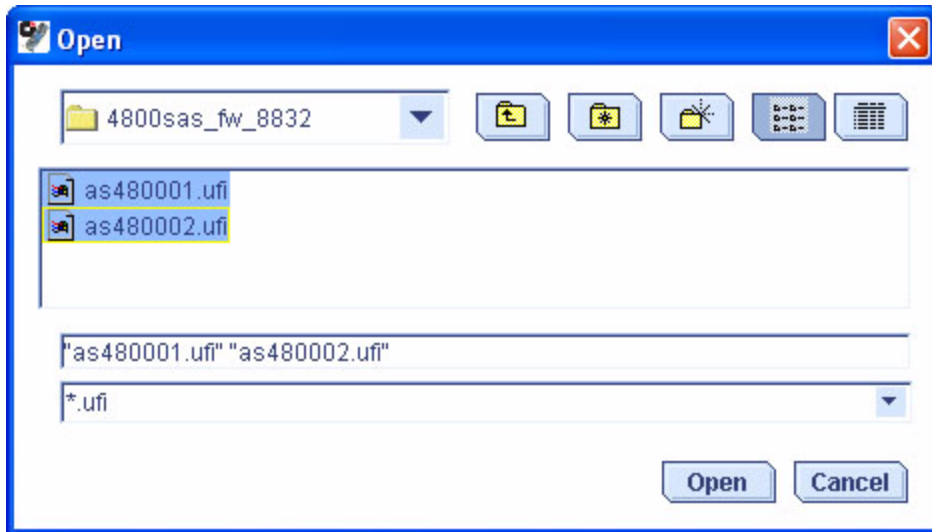 Open
4800sas_fw_8832
as480001.ufi
as480002.ufi
"as480001.ufi" "as480002.ufi"
*.ufi
Open Cancel